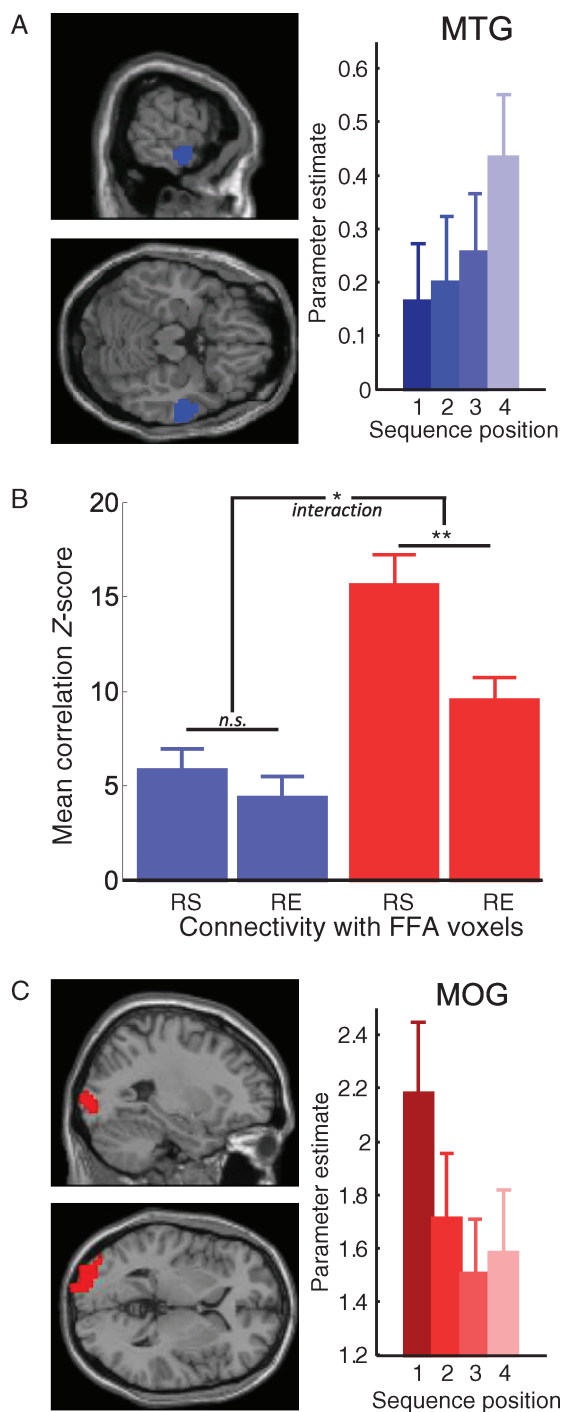 A
MTG
Parameter estimate
0.6
0.5
0.4
0.3
0.2
0.1
0
1 2 3 4
Sequence position
B
Mean correlation Z-score
20
15
10
5
0
*
interaction
**
n.s.
RS RE RS RE
Connectivity with FFA voxels
C
MOG
Parameter estimate
2.4
2.2
2
1.8
1.6
1.4
1.2
1 2 3 4
Sequence position